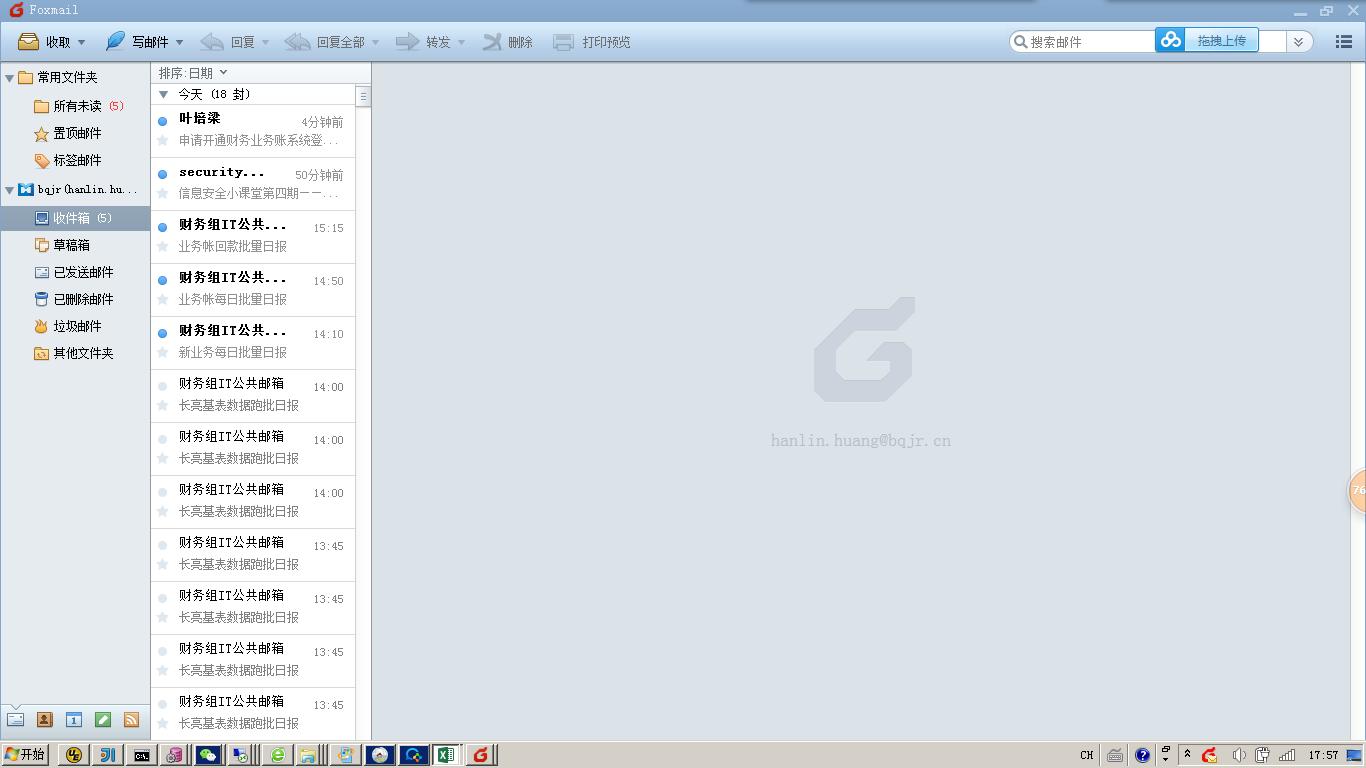 Foxmail
收取 写邮件 回复 回复全部 转发 删除 打印预览 搜索邮件 拖拽上传
常用文件夹
所有未读 (5)
置顶邮件
标签邮件
bqjr(hanlin.hu...
收件箱 (5)
草稿箱
已发送邮件
已删除邮件
垃圾邮件
其他文件夹
排序:日期
今天 (18 封)
叶培梁 4分钟前
申请开通财务业务账系统登...
security... 50分钟前
信息安全小课堂第四期——...
财务组IT公共... 15:15
业务帐回款批量日报
财务组IT公共... 14:50
业务帐每日批量日报
财务组IT公共... 14:10
新业务每日批量日报
财务组IT公共邮箱 14:00
长亮基表数据跑批日报
财务组IT公共邮箱 14:00
长亮基表数据跑批日报
财务组IT公共邮箱 14:00
长亮基表数据跑批日报
财务组IT公共邮箱 13:45
长亮基表数据跑批日报
财务组IT公共邮箱 13:45
长亮基表数据跑批日报
财务组IT公共邮箱 13:45
长亮基表数据跑批日报
财务组IT公共邮箱 13:45
长亮基表数据跑批日报
hanlin.huang@bqjr.cn
76
开始 CH 17:57